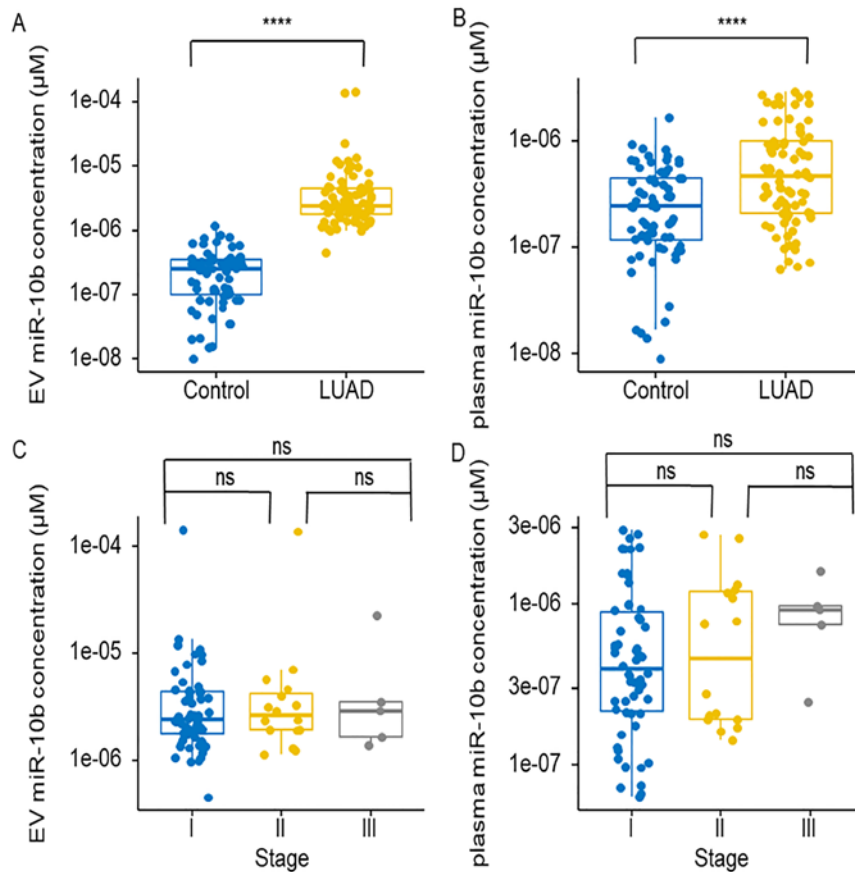 A
EV miR-10b concentration (µM)
****
1e-04
1e-05
1e-06
1e-07
1e-08
Control
LUAD
B
plasma miR-10b concentration (µM)
****
1e-06
1e-07
1e-08
Control
LUAD
C
EV miR-10b concentration (µM)
ns
ns
ns
1e-04
1e-05
1e-06
I
II
III
Stage
D
plasma miR-10b concentration (µM)
ns
ns
ns
3e-06
1e-06
3e-07
1e-07
I
II
III
Stage